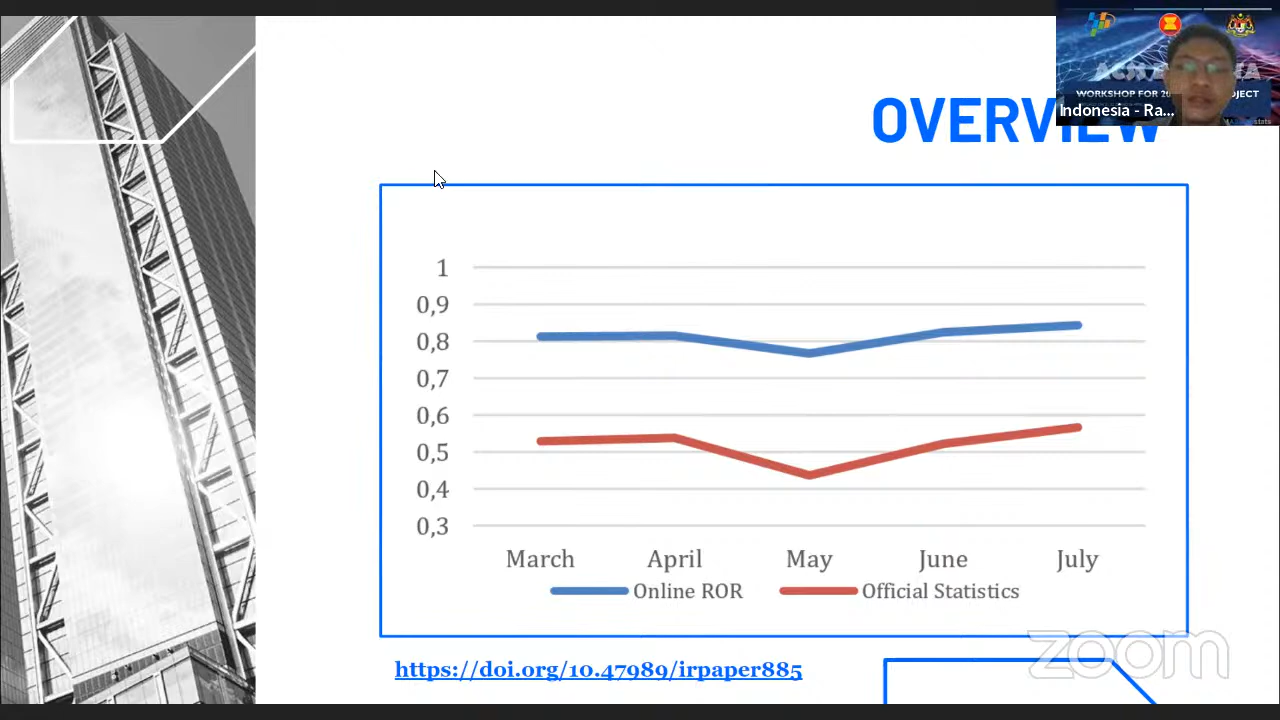 OVERVIEW
WORKSHOP FOR 20
JECT
Indonesia - Ra...
stats
1
0,9
0,8
0,7
0,6
0,5
0,4
0,3
March April May June July
Online ROR Official Statistics
https://doi.org/10.47989/irpaper885
zoom